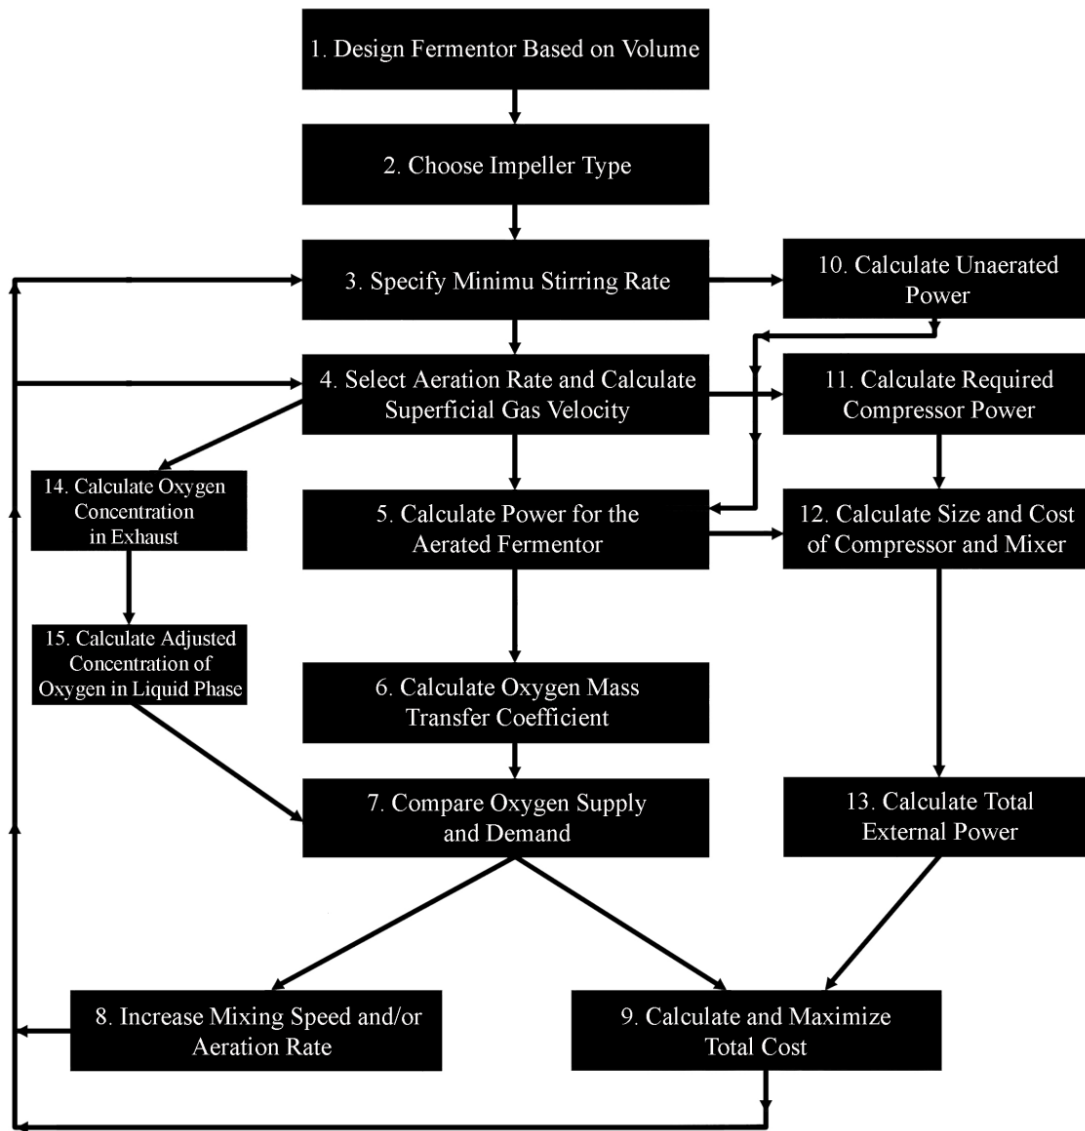 1. Design Fermentor Based on Volume
2. Choose Impeller Type
3. Specify Minimu Stirring Rate
10. Calculate Unaerated
Power
4. Select Aeration Rate and Calculate
Superficial Gas Velocity
11. Calculate Required
Compressor Power
14. Calculate Oxygen
Concentration
in Exhaust
5. Calculate Power for the
Aerated Fermentor
12. Calculate Size and Cost
of Compressor and Mixer
15. Calculate Adjusted
Concentration of
Oxygen in Liquid Phase
6. Calculate Oxygen Mass
Transfer Coefficient
7. Compare Oxygen Supply
and Demand
13. Calculate Total
External Power
8. Increase Mixing Speed and/or
Aeration Rate
9. Calculate and Maximize
Total Cost